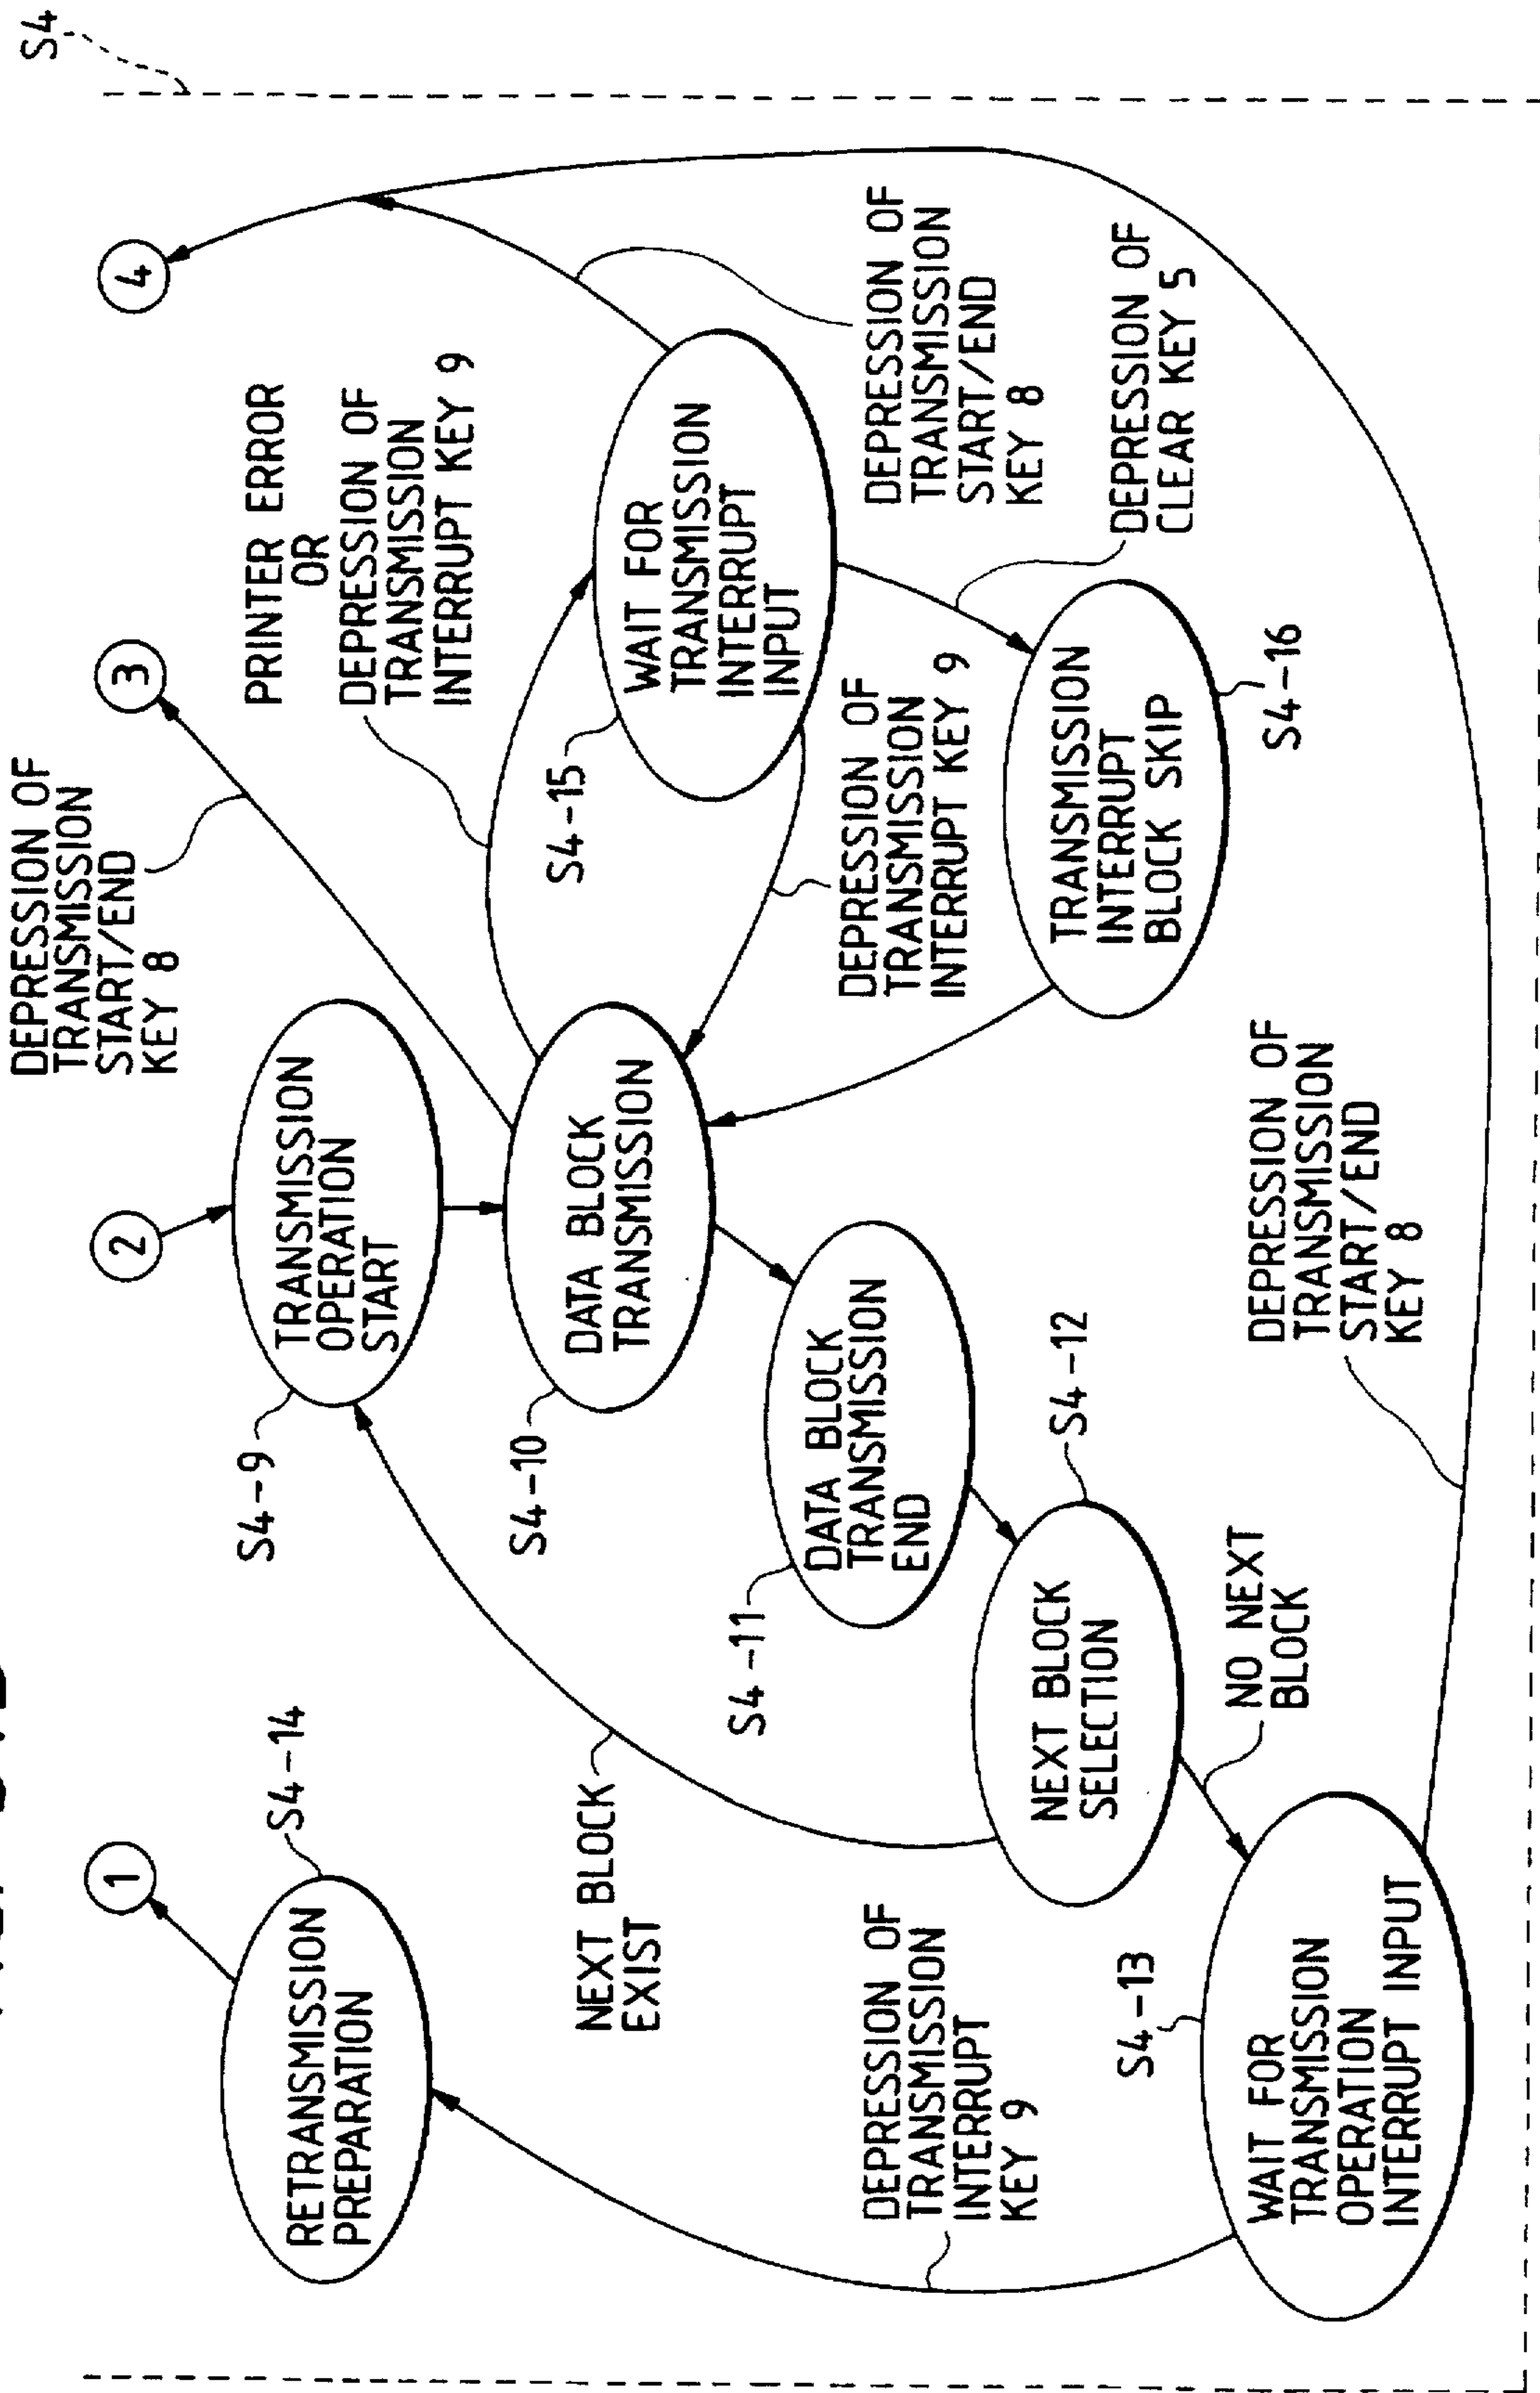 S4
1
2
3
4
DEPRESSION OF
TRANSMISSION
START/END
KEY 8
RETRANSMISSION
PREPARATION
S4-14
S4-9
TRANSMISSION
OPERATION
START
PRINTER ERROR
OR
DEPRESSION OF
TRANSMISSION
INTERRUPT KEY 9
NEXT BLOCK
EXIST
S4-10
DATA BLOCK
TRANSMISSION
S4-15
WAIT FOR
TRANSMISSION
INTERRUPT
INPUT
S4-11
DATA BLOCK
TRANSMISSION
END
DEPRESSION OF
TRANSMISSION
INTERRUPT KEY 9
DEPRESSION OF
TRANSMISSION
START/END
KEY 8
DEPRESSION OF
TRANSMISSION
INTERRUPT
KEY 9
NEXT BLOCK
SELECTION
S4-12
TRANSMISSION
INTERRUPT
BLOCK SKIP
S4-16
DEPRESSION OF
CLEAR KEY 5
S4-13
WAIT FOR
TRANSMISSION
OPERATION
INTERRUPT INPUT
NO NEXT
BLOCK
DEPRESSION OF
TRANSMISSION
START/END
KEY 8